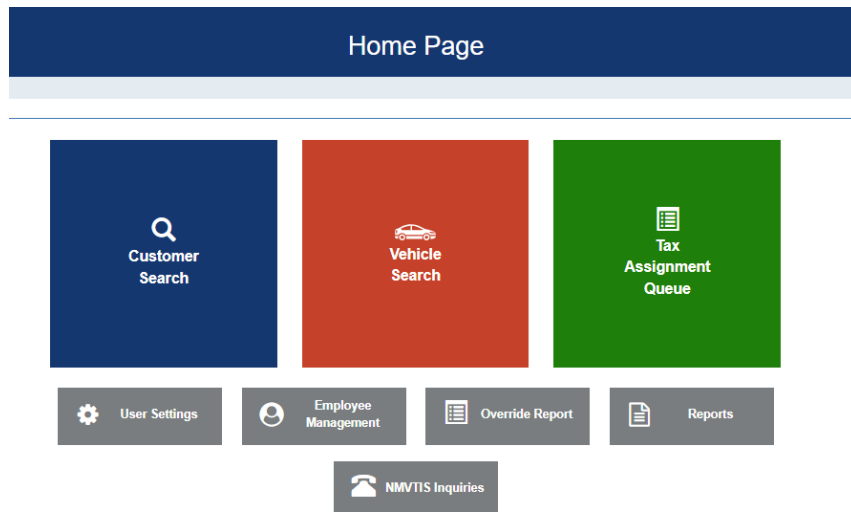 Home Page
Customer
Search
Vehicle
Search
Tax
Assignment
Queue
User Settings
Employee
Management
Override Report
Reports
NMVTIS Inquiries